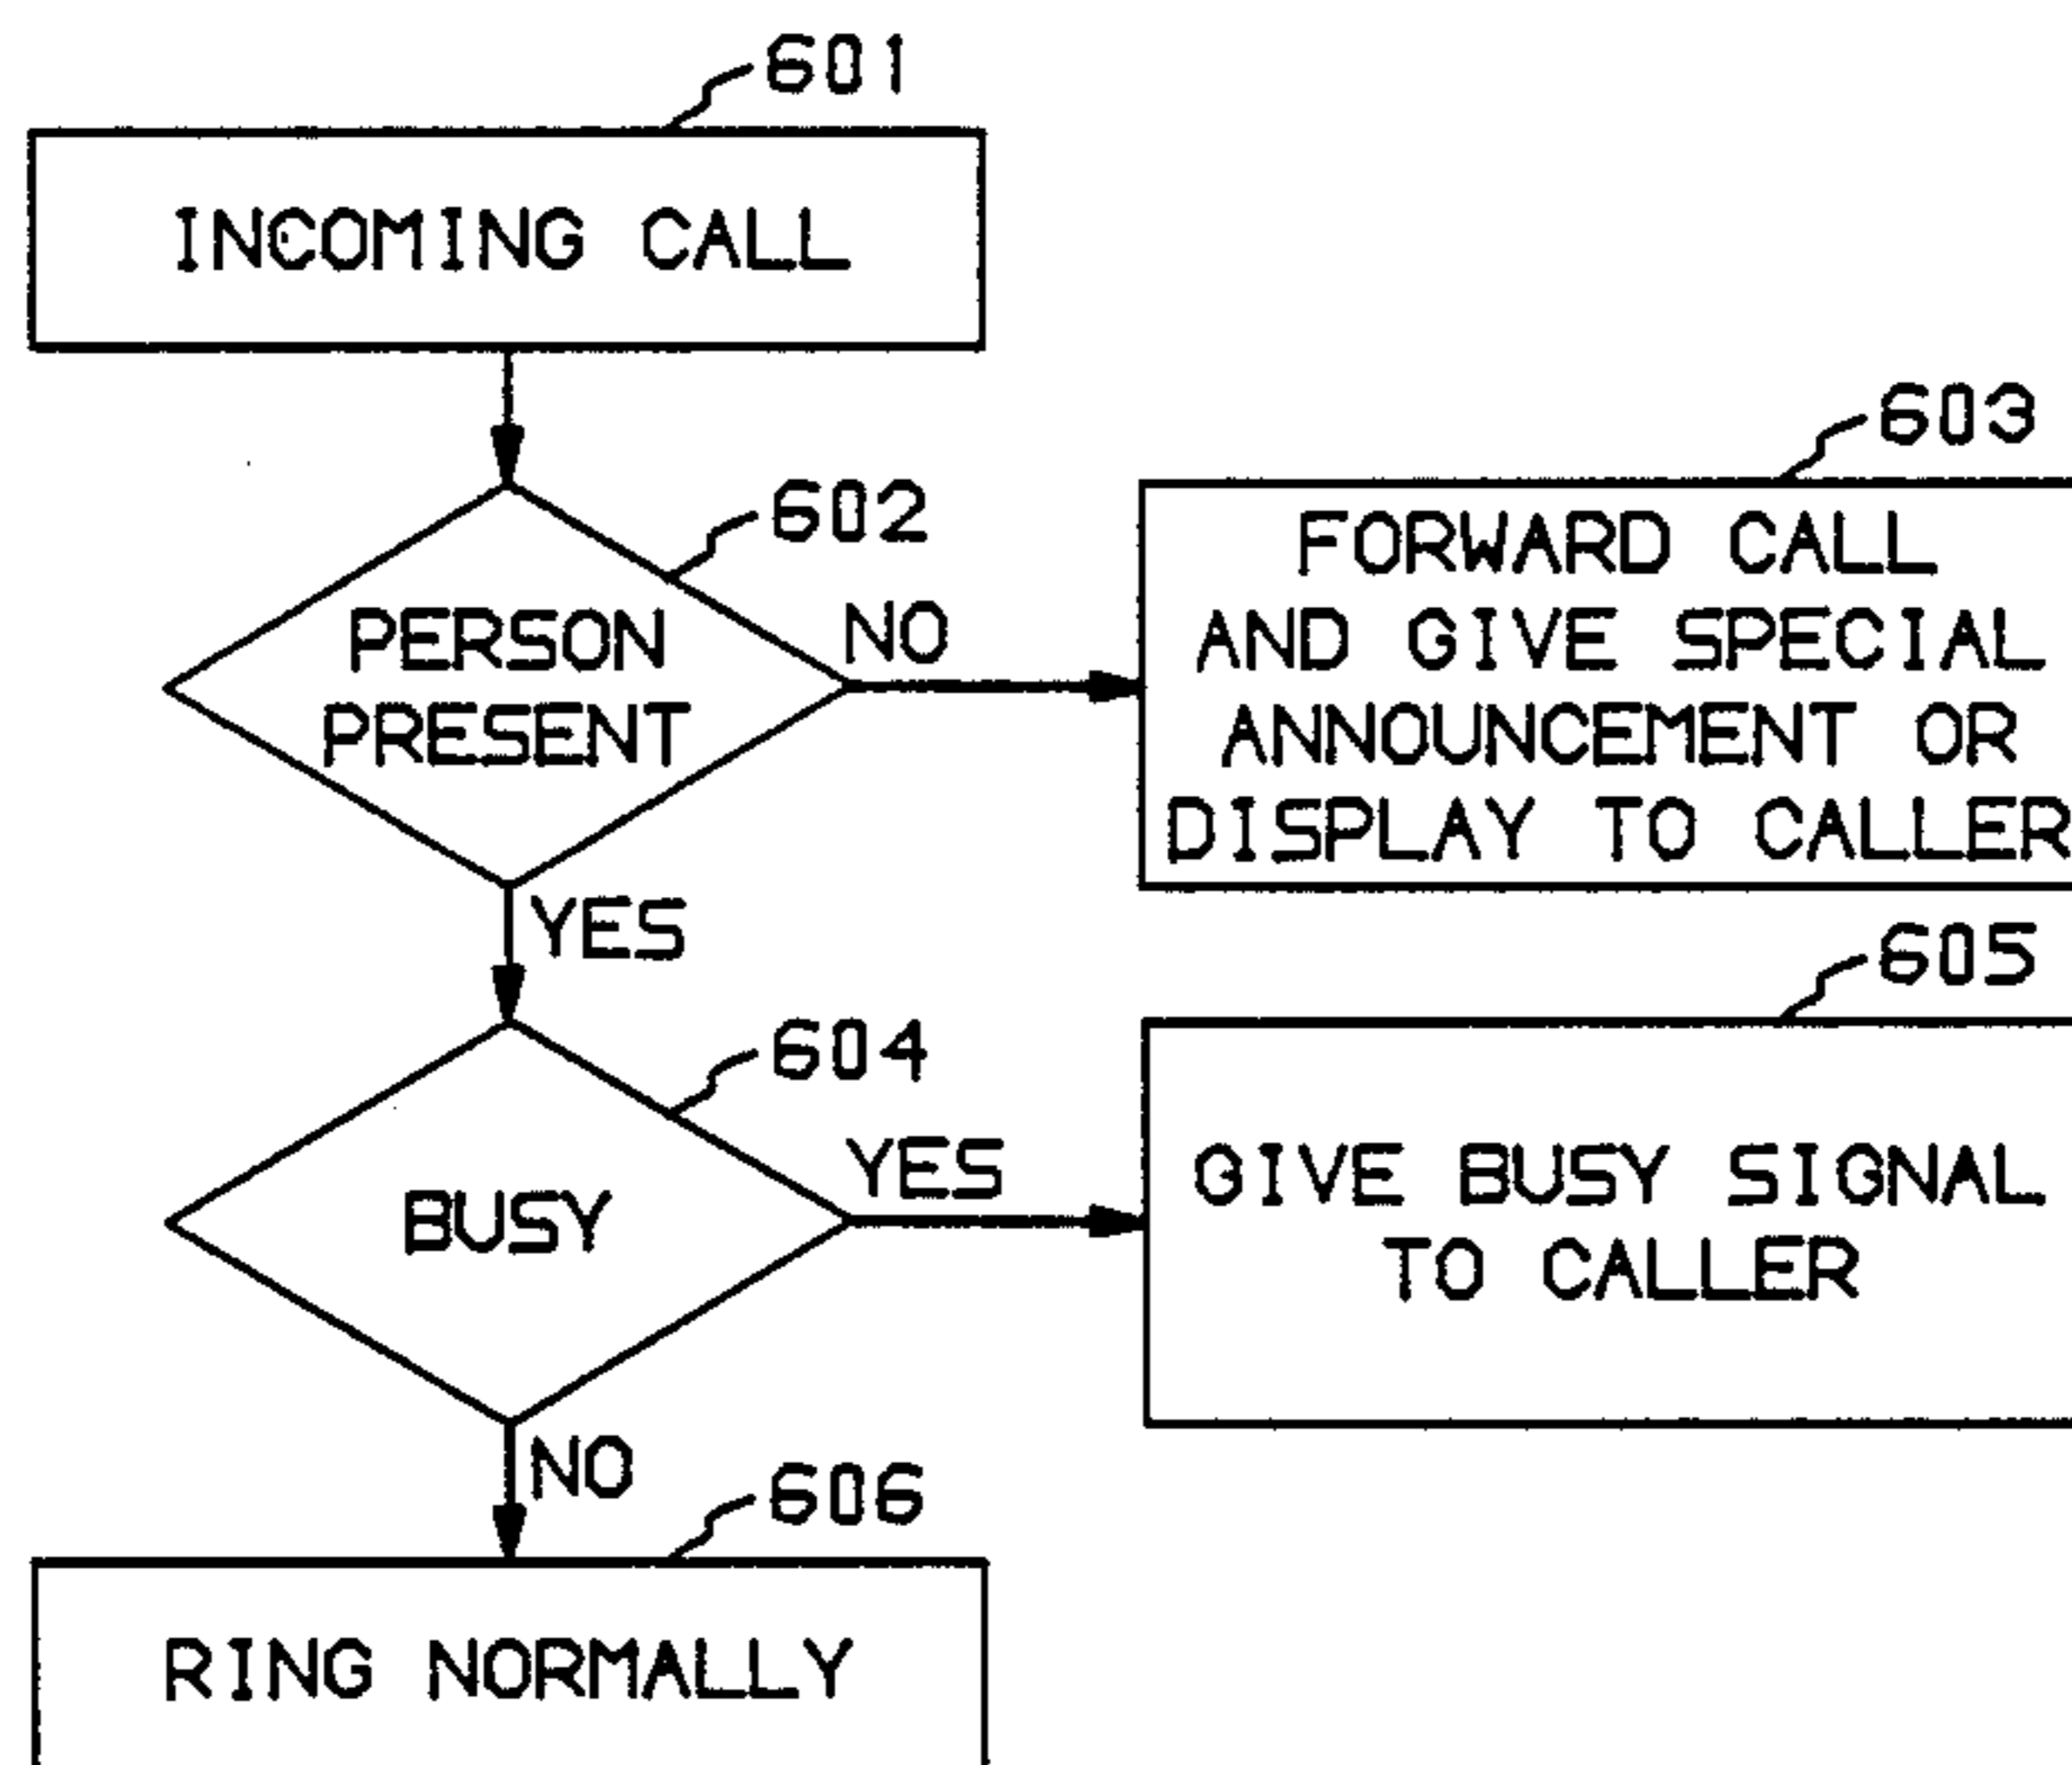 601
INCOMING CALL
602
PERSON
PRESENT
NO
603
FORWARD CALL
AND GIVE SPECIAL
ANNOUNCEMENT OR
DISPLAY TO CALLER
YES
604
BUSY
YES
605
GIVE BUSY SIGNAL
TO CALLER
NO
606
RING NORMALLY